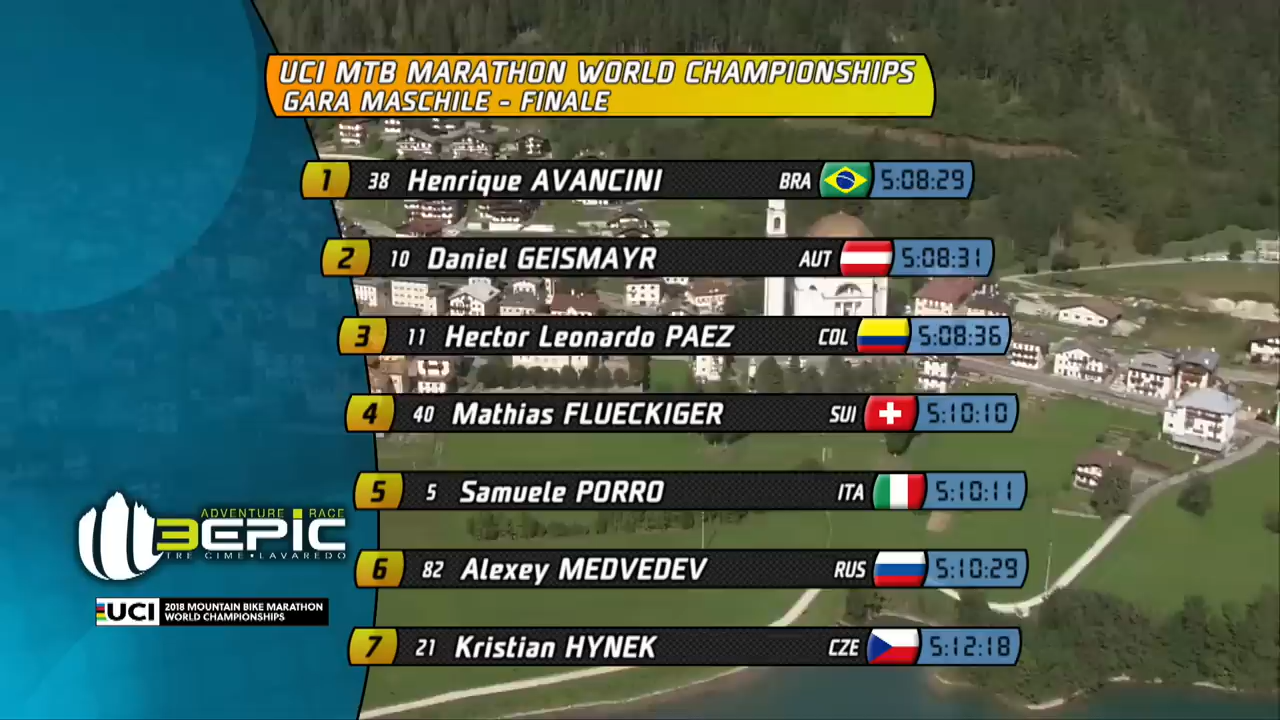 UCI MTB MARATHON WORLD CHAMPIONSHIPS
GARA MASCHILE - FINALE
1 38 Henrique AVANCINI BRA 5:08:29
2 10 Daniel GEISMAYR AUT 5:08:31
3 11 Hector Leonardo PAEZ COL 5:08:36
4 40 Mathias FLUECKIGER SUI 5:10:10
5 5 Samuele PORRO ITA 5:10:11
6 82 Alexey MEDVEDEV RUS 5:10:29
7 21 Kristian HYNEK CZE 5:12:18
ADVENTURE RACE
3EPIC
TRE CIME • LAVAREDO
UCI 2018 MOUNTAIN BIKE MARATHON
WORLD CHAMPIONSHIPS